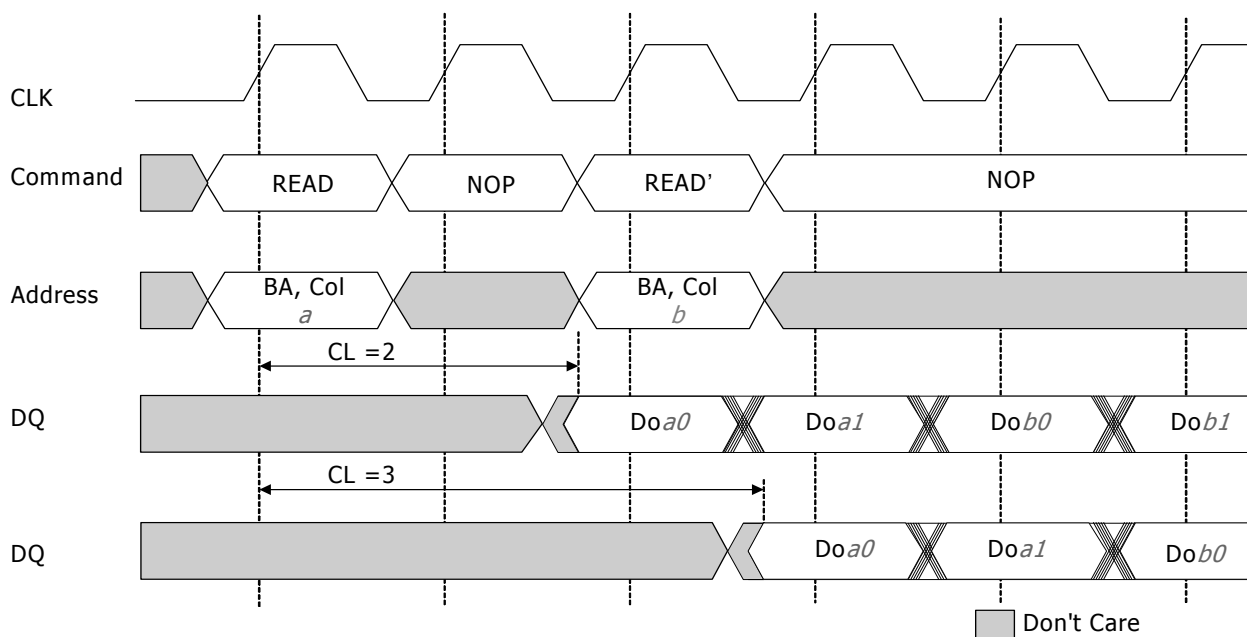 CLK
Command
READ
NOP
READ’
NOP
Address
BA, Col
a
BA, Col
b
CL =2
DQ
Doa0
Doa1
Dob0
Dob1
CL =3
DQ
Doa0
Doa1
Dob0
Don't Care